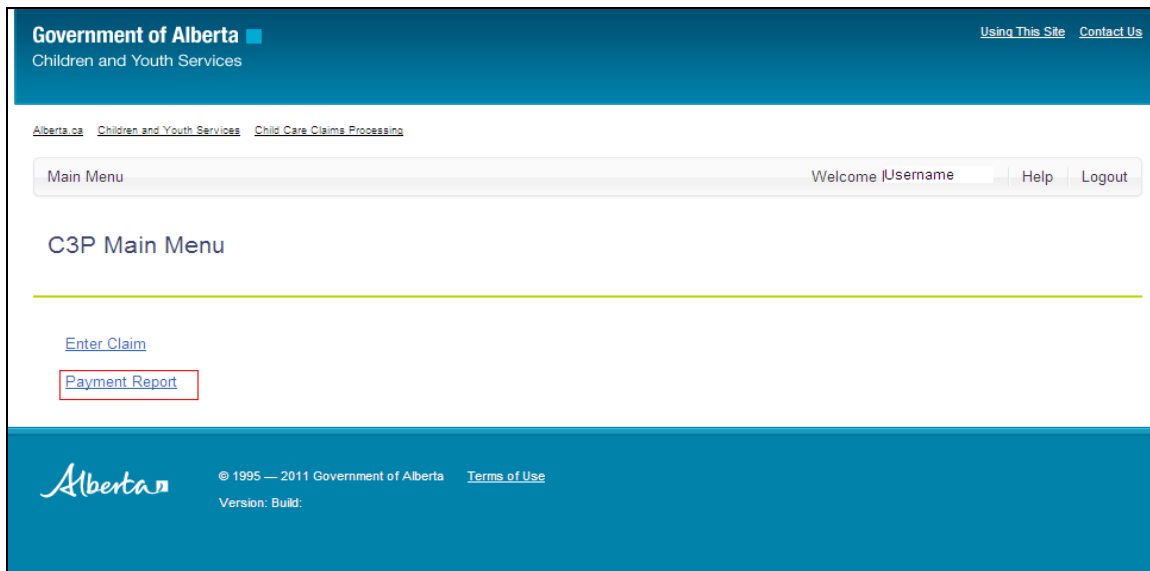 Government of Alberta
Using This Site Contact Us
Children and Youth Services
Alberta.ca Children and Youth Services Child Care Claims Processing
Main Menu Welcome Username Help Logout
C3P Main Menu
Enter Claim
Payment Report
Alberta © 1995 — 2011 Government of Alberta Terms of Use
Version: Build: